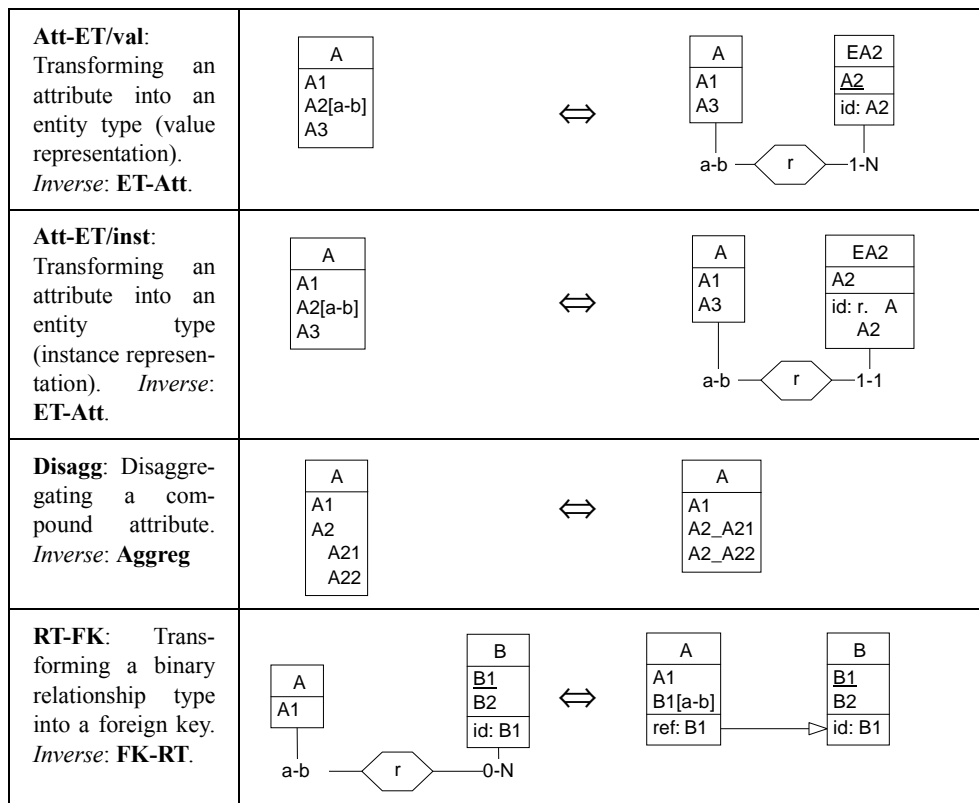 Att-ET/val:
Transforming an
attribute into an
entity type (value
representation).
Inverse: ET-Att.
A
A1
A2[a-b]
A3
⇔
A
A1
A3
EA2
A2
id: A2
a-b
r
1-N
Att-ET/inst:
Transforming an
attribute into an
entity type
(instance represen-
tation). Inverse:
ET-Att.
A
A1
A2[a-b]
A3
⇔
A
A1
A3
EA2
A2
id: r. A
A2
a-b
r
1-1
Disagg: Disaggre-
gating a com-
pound attribute.
Inverse: Aggreg
A
A1
A2
A21
A22
⇔
A
A1
A2_A21
A2_A22
RT-FK: Trans-
forming a binary
relationship type
into a foreign key.
Inverse: FK-RT.
A
A1
B
B1
B2
id: B1
a-b
r
0-N
⇔
A
A1
B1[a-b]
ref: B1
B
B1
B2
id: B1